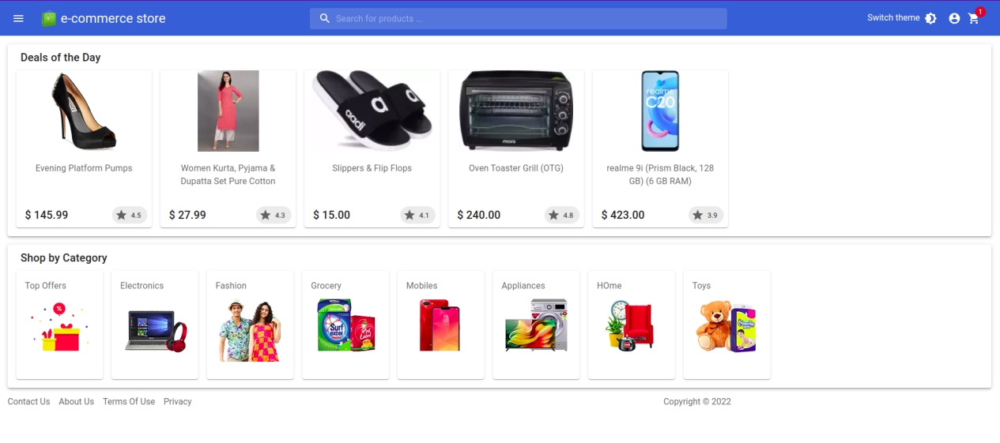 e-commerce store
Search for products ...
Switch theme
1
Deals of the Day
aadi
realme
C20
Evening Platform Pumps
Women Kurta, Pyjama &
Dupatta Set Pure Cotton
Slippers & Flip Flops
Oven Toaster Grill (OTG)
realme 9i (Prism Black, 128
GB) (6 GB RAM)
$ 145.99
4.5
$ 27.99
4.3
$ 15.00
4.1
$ 240.00
4.8
$ 423.00
3.9
Shop by Category
Top Offers
Electronics
Fashion
Grocery
Mobiles
Appliances
HOme
Toys
%
Surf
excel
Red
Label
Contact Us
About Us
Terms Of Use
Privacy
Copyright © 2022